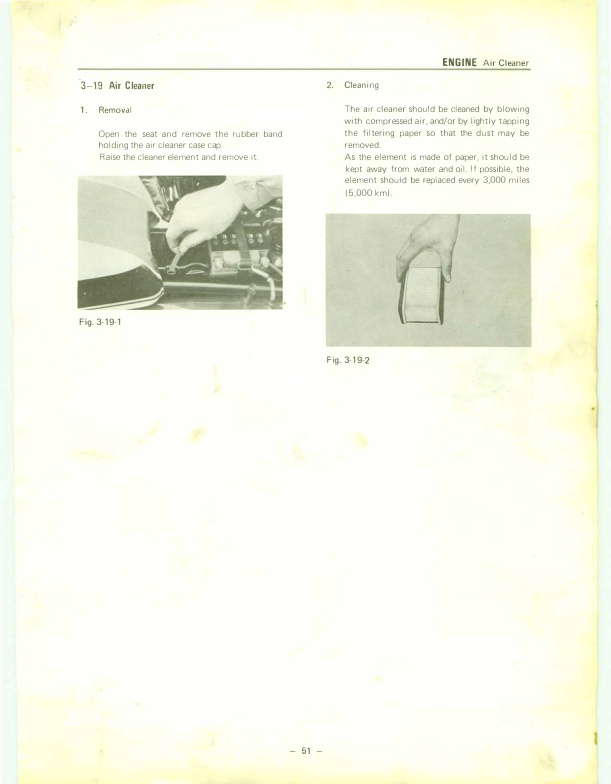 ENGINE Air Cleaner
3-19 Air Cleaner
1. Removal
Open the seat and remove the rubber band
holding the air cleaner case cap.
Raise the cleaner element and remove it.
Fig. 3-19-1
2. Cleaning
The air cleaner should be cleaned by blowing
with compressed air, and/or by lightly tapping
the filtering paper so that the dust may be
removed.
As the element is made of paper, it should be
kept away from water and oil. If possible, the
element should be replaced every 3,000 miles
(5,000 km).
Fig. 3-19-2
- 51 -